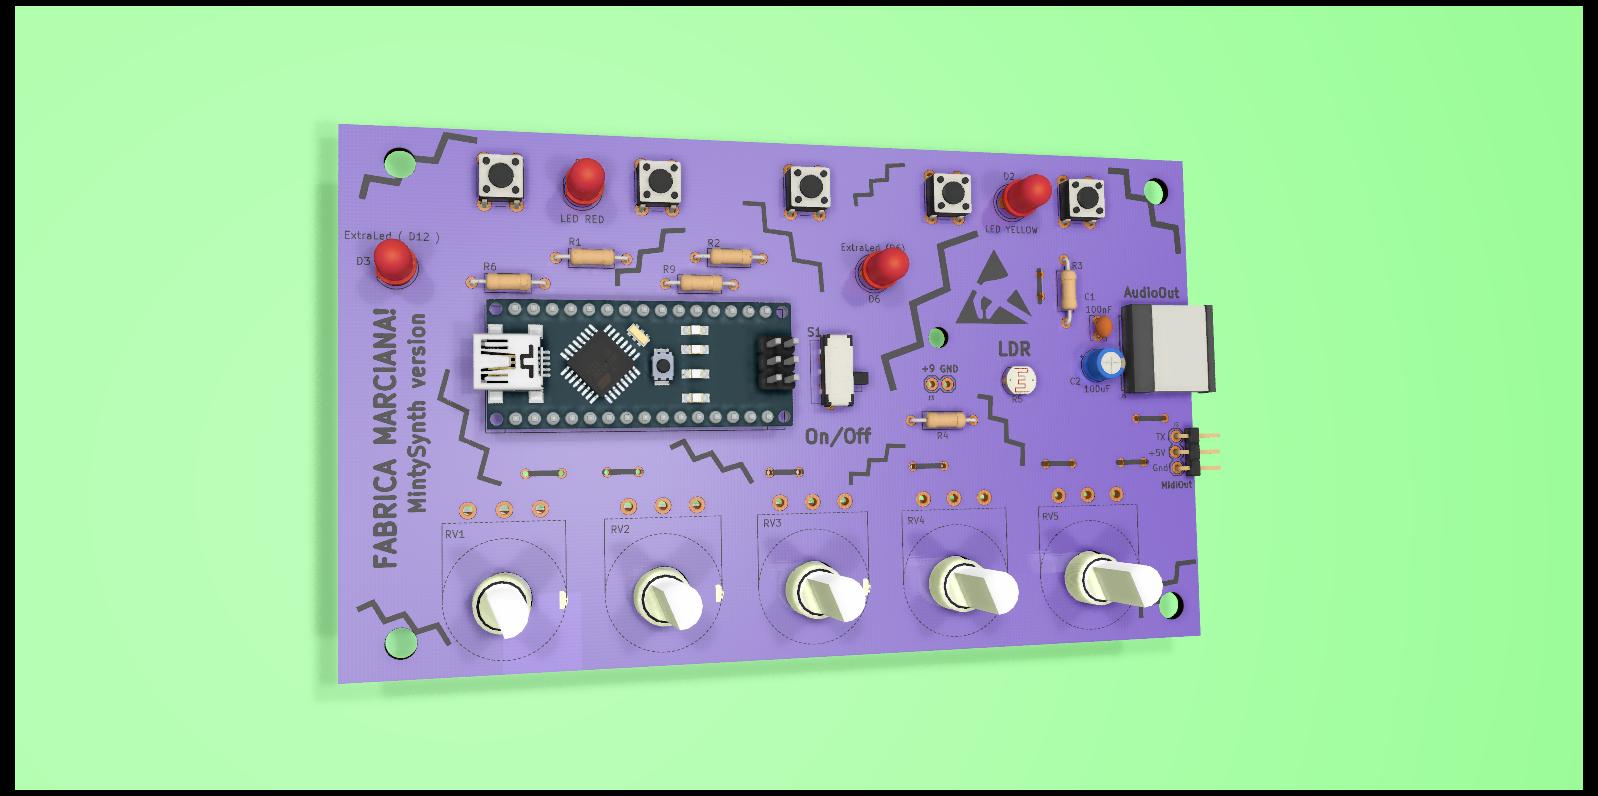 D2
LED RED
LED YELLOW
ExtraLed ( D12 )
D3
R1
R2
ExtraLed (D6)
D6
R6
R9
R3
C1
100nF
AudioOut
S1
LDR
+9 GND
R5
C2
100uF
R4
On/Off
FABRICA MARCIANA!
MintySynth version
TX
+5V
Gnd
MidiOut
RV1
RV2
RV3
RV4
RV5